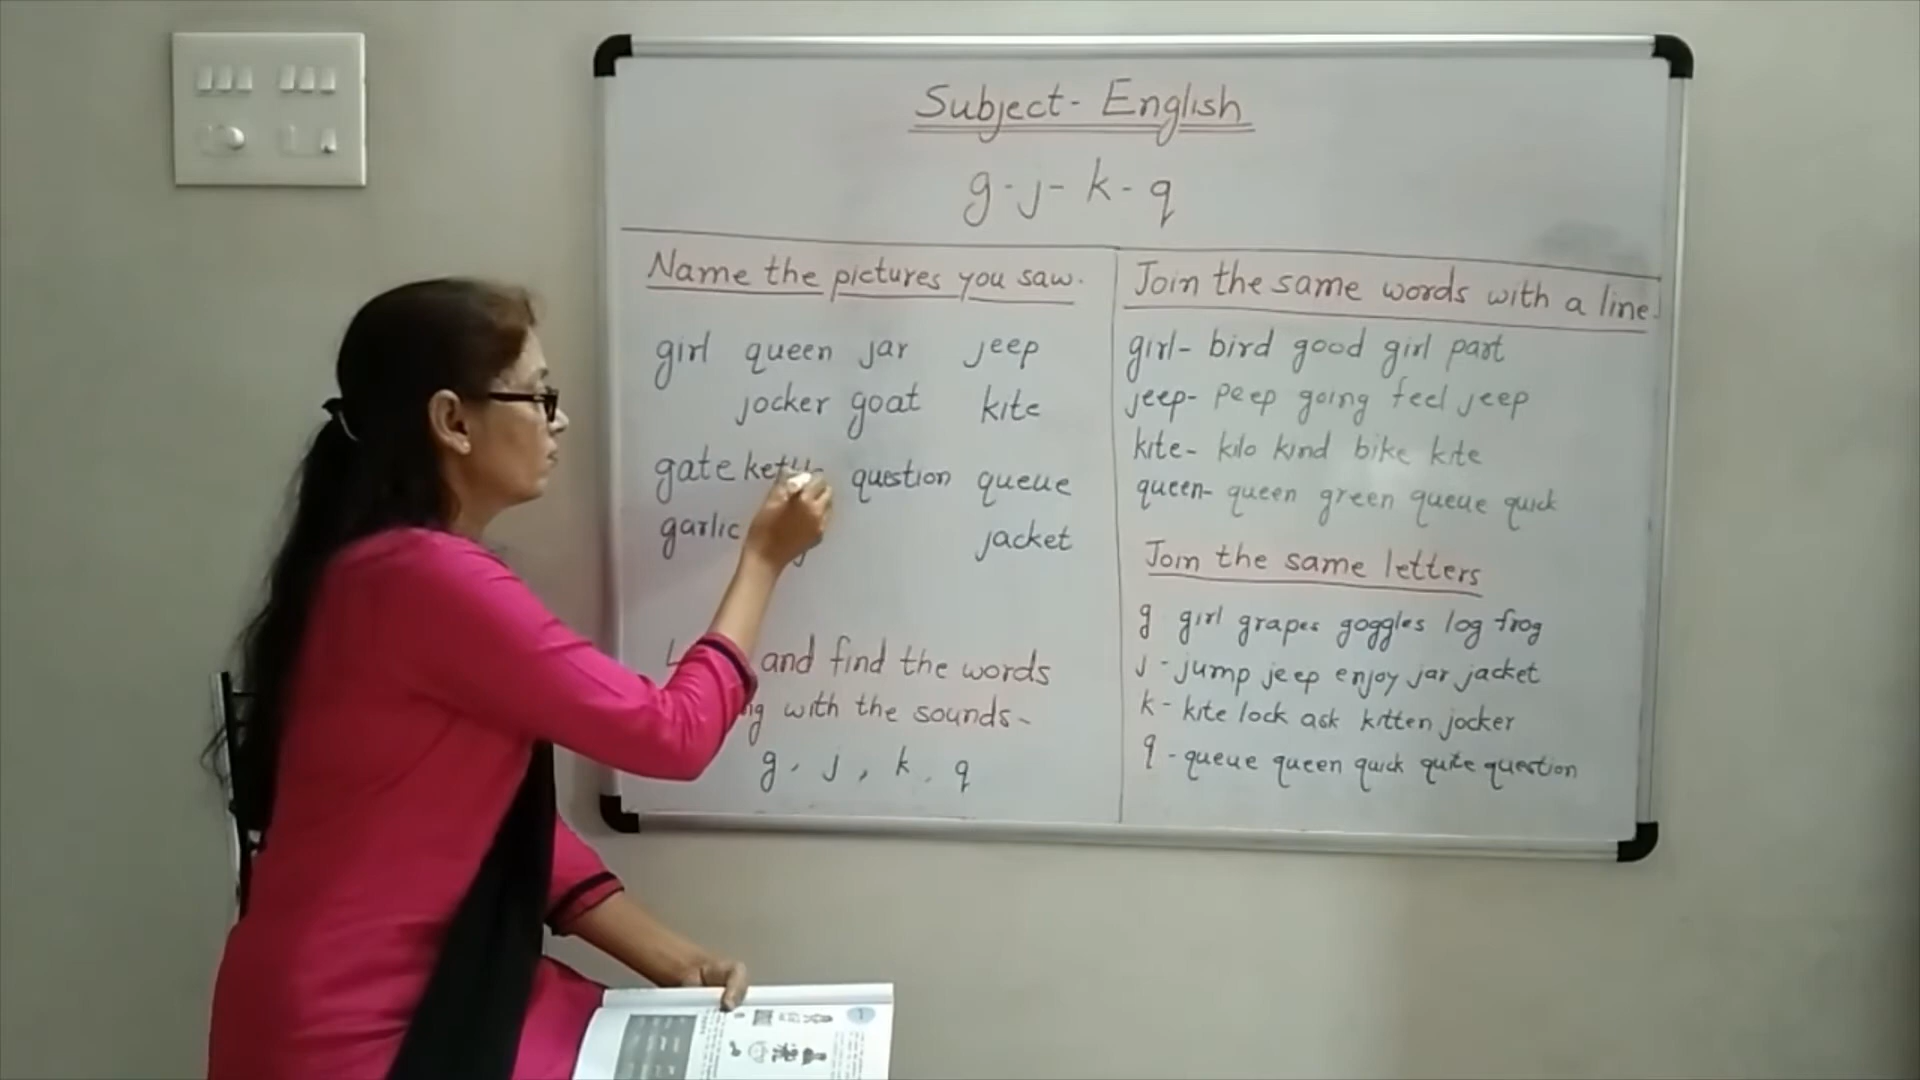 Subject- English
g-j-k-q
Name the pictures you saw.
girl queen jar jeep
jocker goat kite
gate question queue
garlic jacket
and find the words
with the sounds-
g, j, k, q
Join the same words with a line.
girl- bird good girl part
jeep- peep going feel jeep
kite- kilo kind bike kite
queen- queen green queue quick
Join the same letters
g girl grapes goggles log frog
j - jump jeep enjoy jar jacket
k - kite lock ask kitten jocker
q - queue queen quick quite question